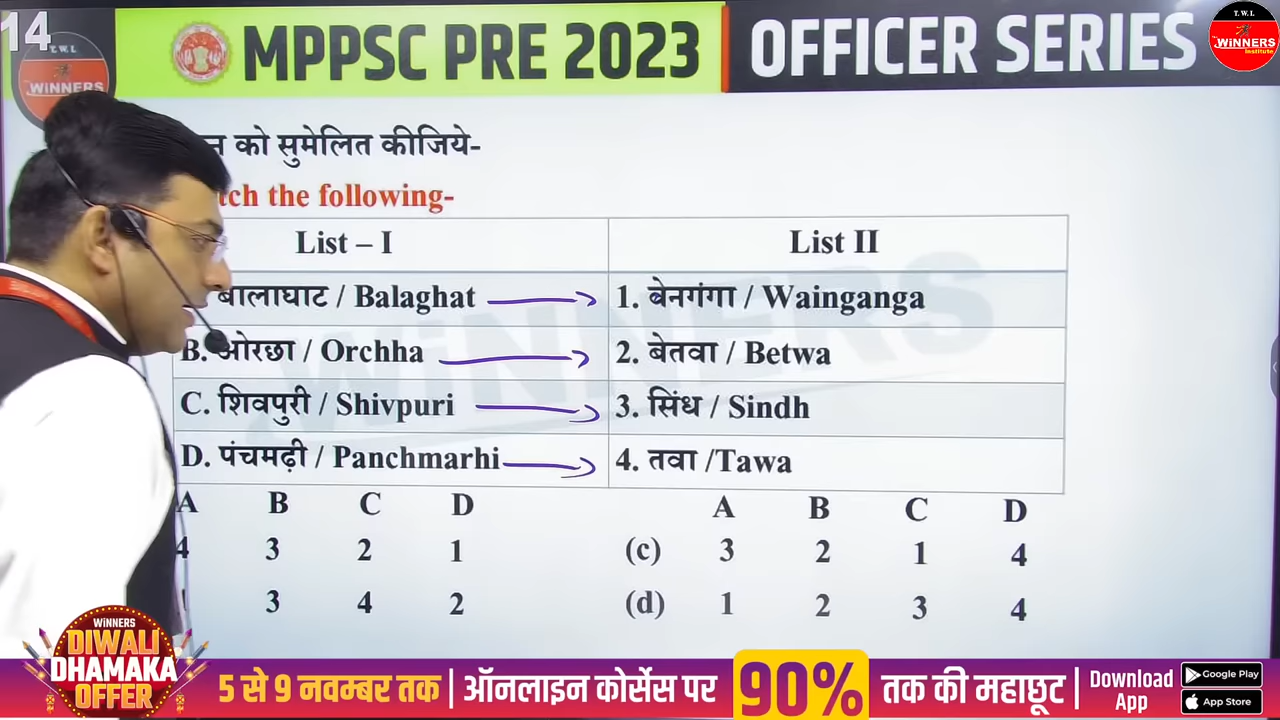 14
MPPSC PRE 2023 OFFICER SERIES
T.W.I.
The WiNNERS
Institute
T.W.I.
WiNNERS
को सुमेलित कीजिये-
the following-
List – I List II
बालाघाट / Balaghat 1. बेनगंगा / Wainganga
B. ओरछा / Orchha 2. बेतवा / Betwa
C. शिवपुरी / Shivpuri 3. सिंध / Sindh
D. पंचमढ़ी / Panchmarhi 4. तवा /Tawa
WiNNERS
A B C D A B C D
4 3 2 1 (c) 3 2 1 4
3 4 2 (d) 1 2 3 4
WiNNERS
DIWALI
DHAMAKA
OFFER
5 से 9 नवम्बर तक | ऑनलाइन कोर्सेस पर 90% तक की महाछूट |
Download
App
Google Play
App Store